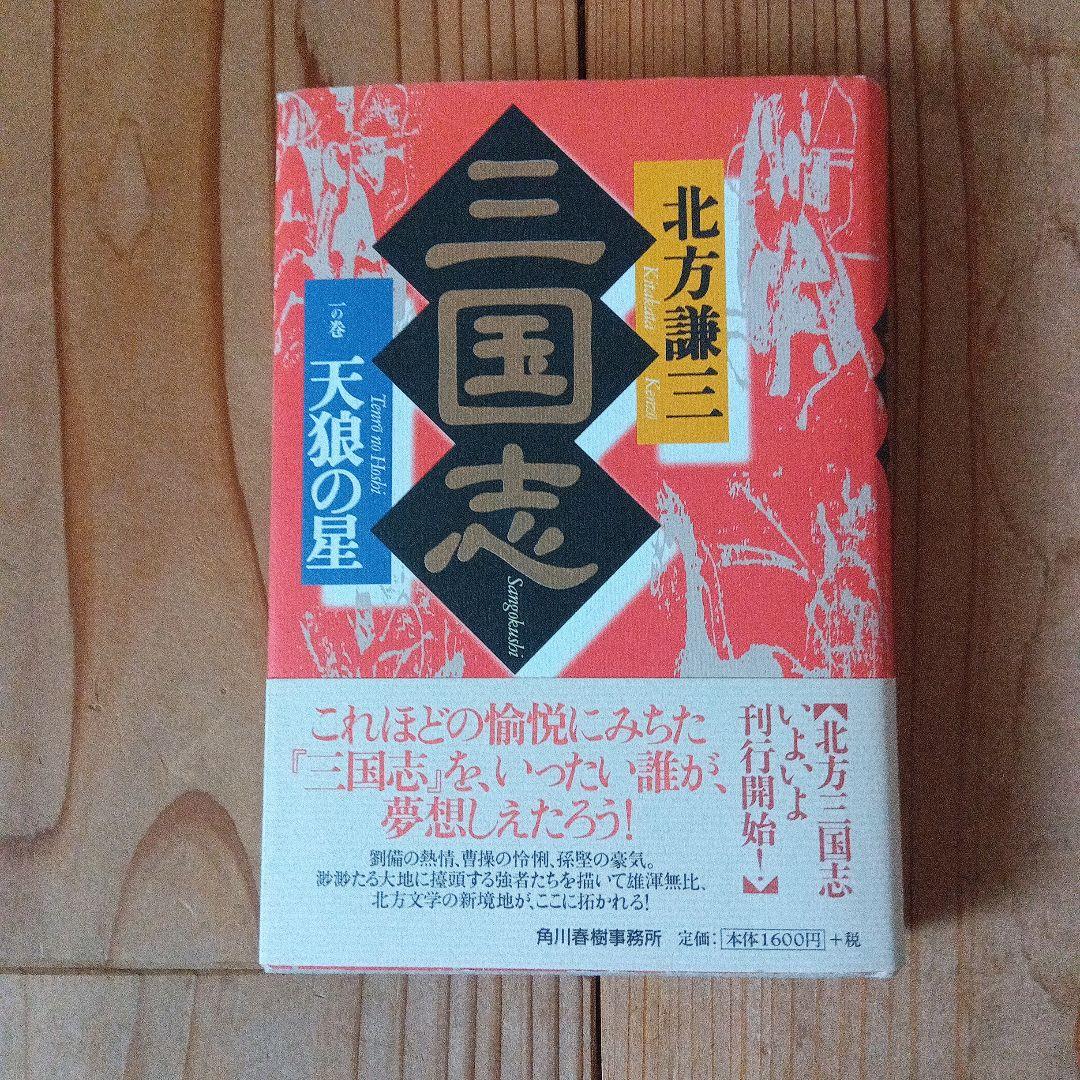 三国志
Sangokushi
北方謙三
Kitakata Kenzō
一の巻
天狼の星
Tenrō no Hoshi
【北方三国志
いよいよ
刊行開始!】
これほどの愉悦にみちた
『三国志』を、いったい誰が、
夢想しえたろう!
劉備の熱情、曹操の怜悧、孫堅の豪気。
渺渺たる大地に擡頭する強者たちを描いて雄渾無比、
北方文学の新境地が、ここに拓かれる!
角川春樹事務所 定価:本体1600円+税